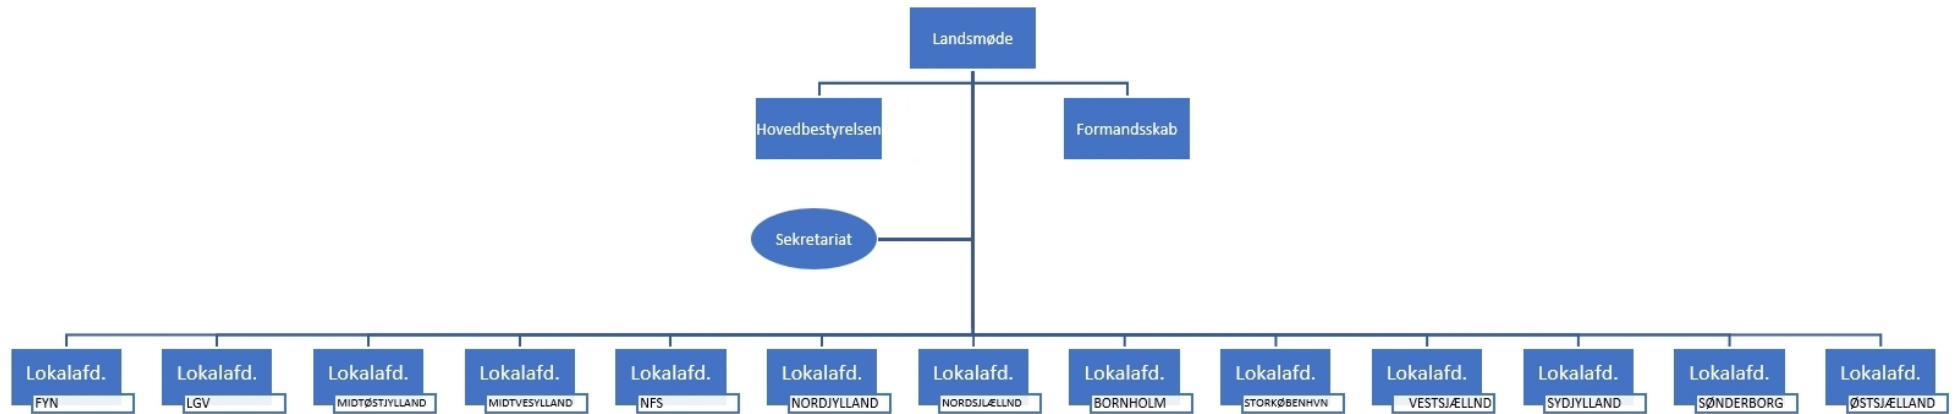 Landsmøde
Hovedbestyrelsen
Formandsskab
Sekretariat
Lokalafd.
FYN
Lokalafd.
LGV
Lokalafd.
MIDTØSTJYLLAND
Lokalafd.
MIDTVESYLLAND
Lokalafd.
NFS
Lokalafd.
NORDJYLLAND
Lokalafd.
NORDSJLÆLLND
Lokalafd.
BORNHOLM
Lokalafd.
STORKØBENHVN
Lokalafd.
VESTSJÆLLND
Lokalafd.
SYDJYLLAND
Lokalafd.
SØNDERBORG
Lokalafd.
ØSTSJÆLLAND